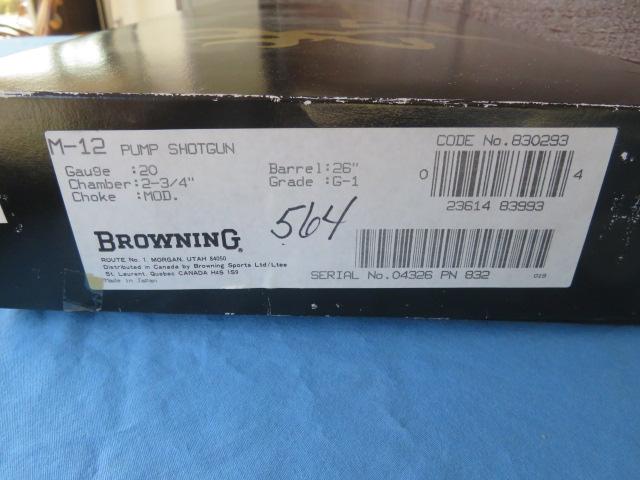 M-12 PUMP SHOTGUN
Gauge :20
Chamber:2-3/4"
Choke :MOD.
Barrel:26"
Grade :G-1
CODE No.830293
0 4
23614 83993
564
BROWNING®
ROUTE No. 1, MORGAN, UTAH 84050
Distributed in Canada by Browning Sports Ltd/Ltee
St. Laurent, Quebec CANADA H4S 1S9
Made in Japan
SERIAL No.04326 PN 832
019